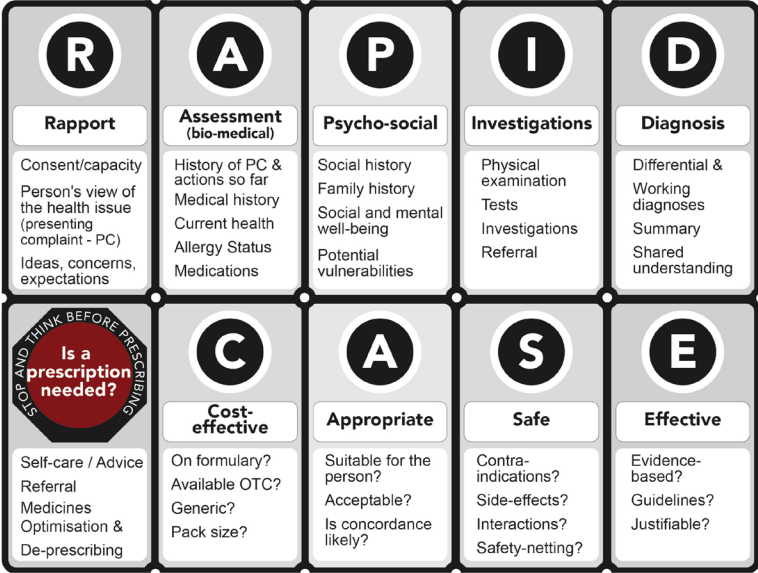 R
Rapport
Consent/capacity
Person's view of
the health issue
(presenting
complaint - PC)
Ideas, concerns,
expectations
A
Assessment
(bio-medical)
History of PC &
actions so far
Medical history
Current health
Allergy Status
Medications
P
Psycho-social
Social history
Family history
Social and mental
well-being
Potential
vulnerabilities
I
Investigations
Physical
examination
Tests
Investigations
Referral
D
Diagnosis
Differential &
Working
diagnoses
Summary
Shared
understanding
STOP AND THINK BEFORE PRESCRIBING
Is a
prescription
needed?
Self-care / Advice
Referral
Medicines
Optimisation &
De-prescribing
C
Cost-
effective
On formulary?
Available OTC?
Generic?
Pack size?
A
Appropriate
Suitable for the
person?
Acceptable?
Is concordance
likely?
S
Safe
Contra-
indications?
Side-effects?
Interactions?
Safety-netting?
E
Effective
Evidence-
based?
Guidelines?
Justifiable?